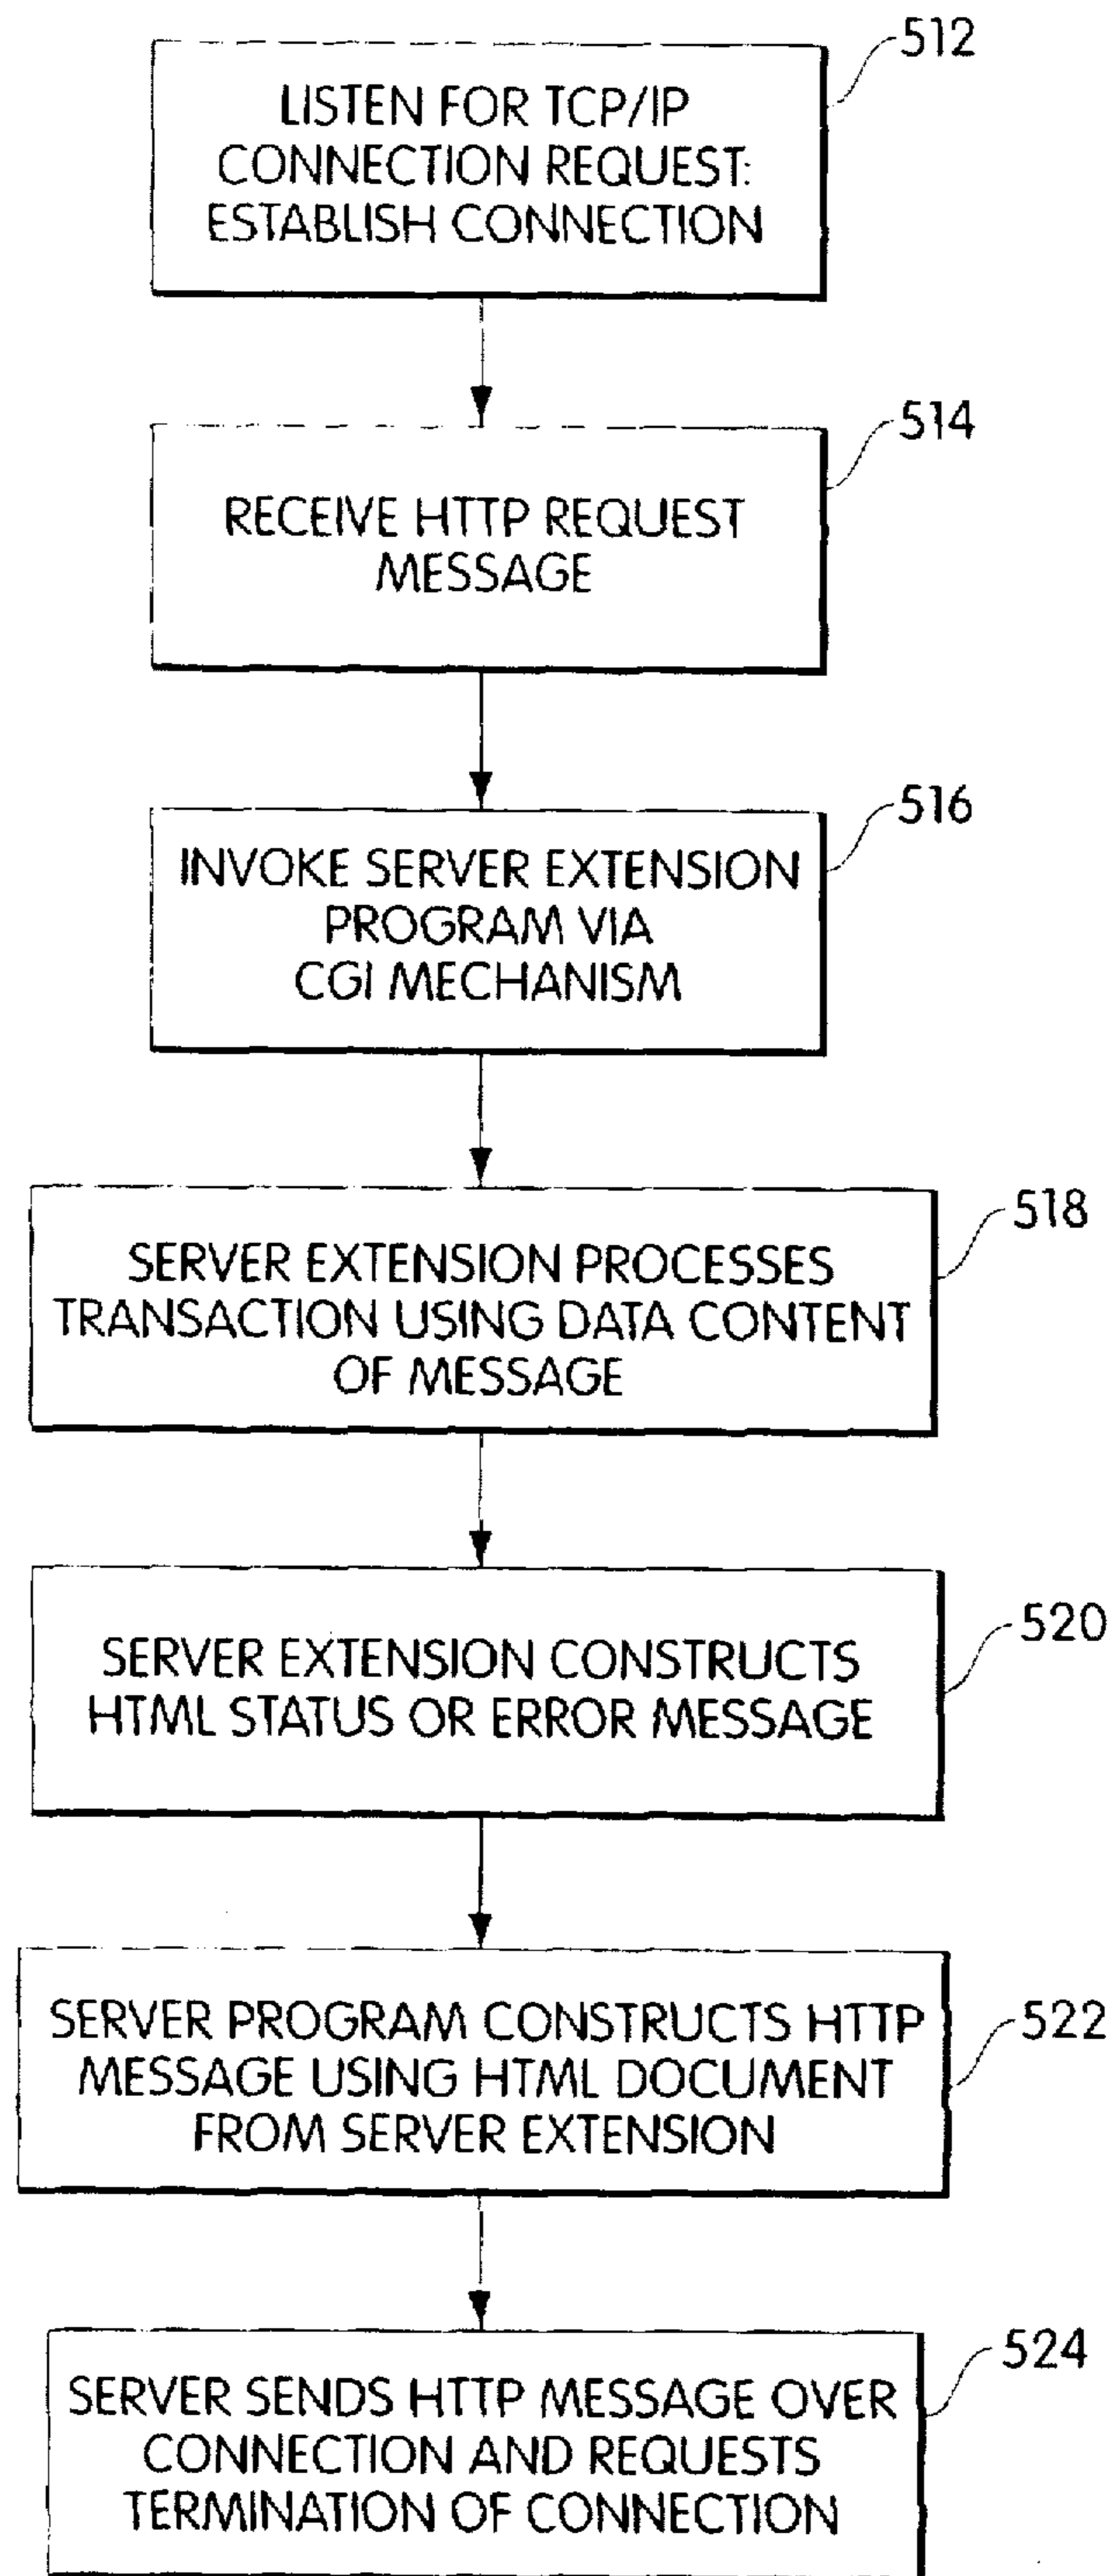 512
LISTEN FOR TCP/IP
CONNECTION REQUEST:
ESTABLISH CONNECTION
514
RECEIVE HTTP REQUEST
MESSAGE
516
INVOKE SERVER EXTENSION
PROGRAM VIA
CGI MECHANISM
518
SERVER EXTENSION PROCESSES
TRANSACTION USING DATA CONTENT
OF MESSAGE
520
SERVER EXTENSION CONSTRUCTS
HTML STATUS OR ERROR MESSAGE
522
SERVER PROGRAM CONSTRUCTS HTTP
MESSAGE USING HTML DOCUMENT
FROM SERVER EXTENSION
524
SERVER SENDS HTTP MESSAGE OVER
CONNECTION AND REQUESTS
TERMINATION OF CONNECTION